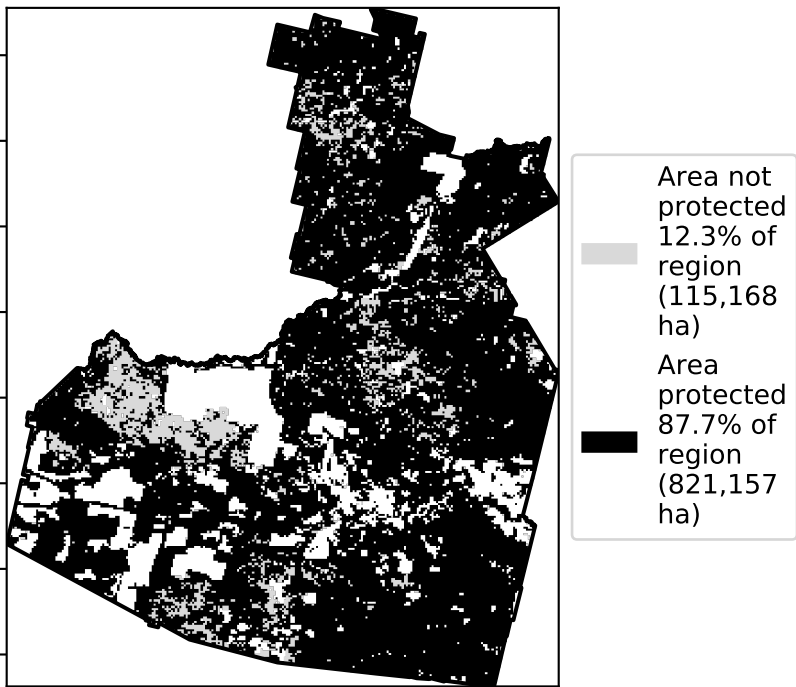 Area not
protected
12.3% of
region
(115,168
ha)
Area
protected
87.7% of
region
(821,157
ha)